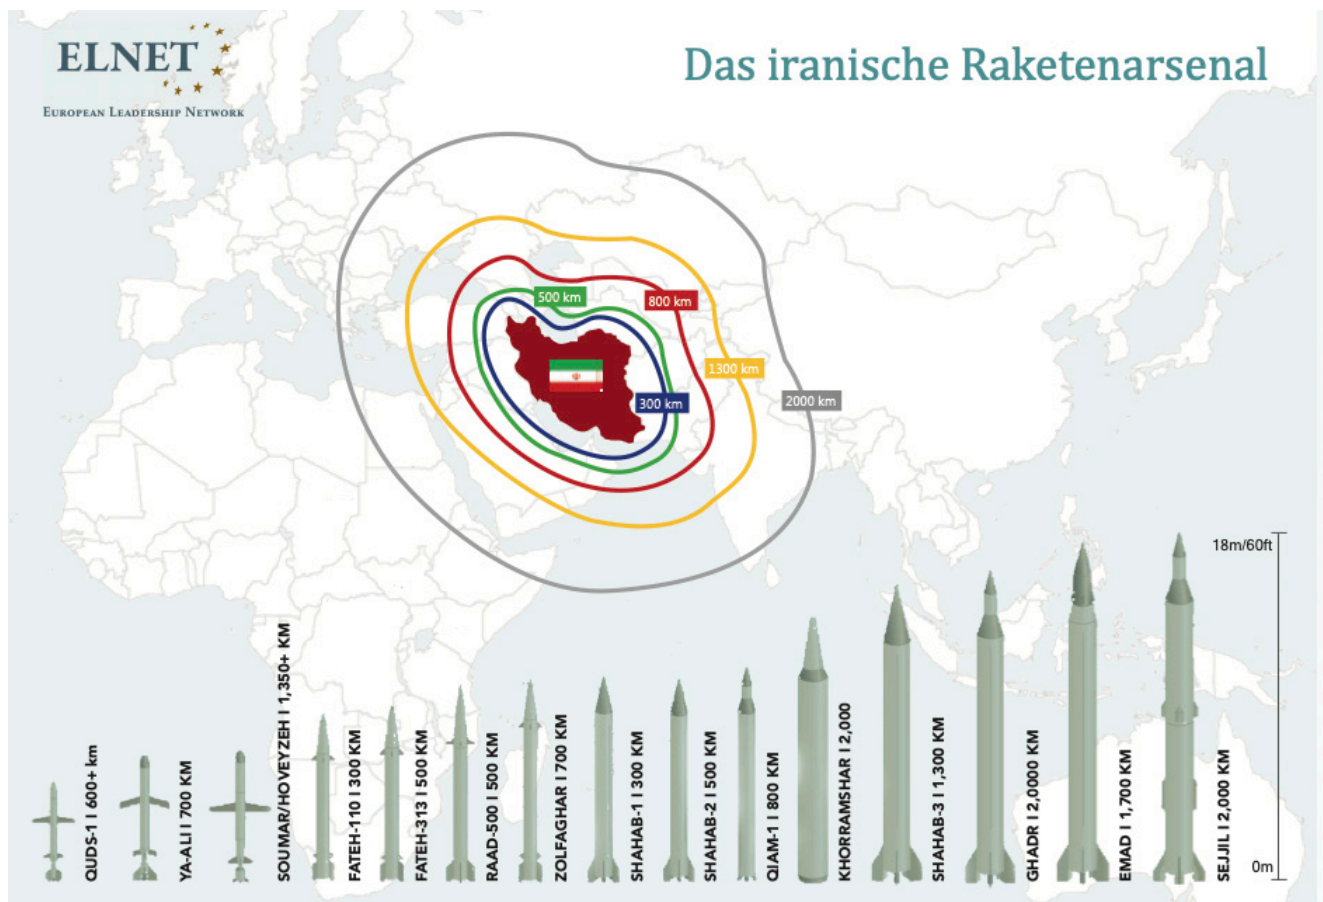 ELNET
EUROPEAN LEADERSHIP NETWORK
Das iranische Raketenarsenal
500 km
800 km
1300 km
300 km
2000 km
18m/60ft
0m
QUDS-1 I 600+ km
YA-ALI I 700 KM
SOUMAR/HOVEYZEH I 1,350+ KM
FATEH-110 I 300 KM
FATEH-313 I 500 KM
RAAD-500 I 500 KM
ZOLFAGHAR I 700 KM
SHAHAB-1 I 300 KM
SHAHAB-2 I 500 KM
QIAM-1 I 800 KM
KHORRAMSHAR I 2,000
SHAHAB-3 I 1,300 KM
GHADR I 2,0000 KM
EMAD I 1,700 KM
SEJJIL I 2,000 KM